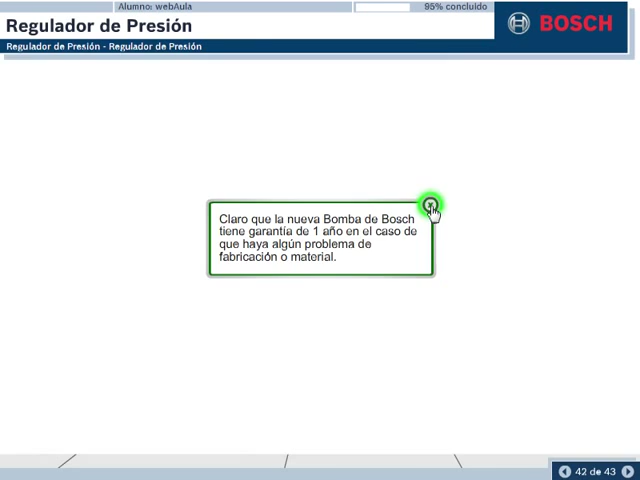 Alumno: webAula
95% concluido
Regulador de Presión
BOSCH
Regulador de Presión - Regulador de Presión
Claro que la nueva Bomba de Bosch
tiene garantía de 1 año en el caso de
que haya algún problema de
fabricación o material.
42 de 43